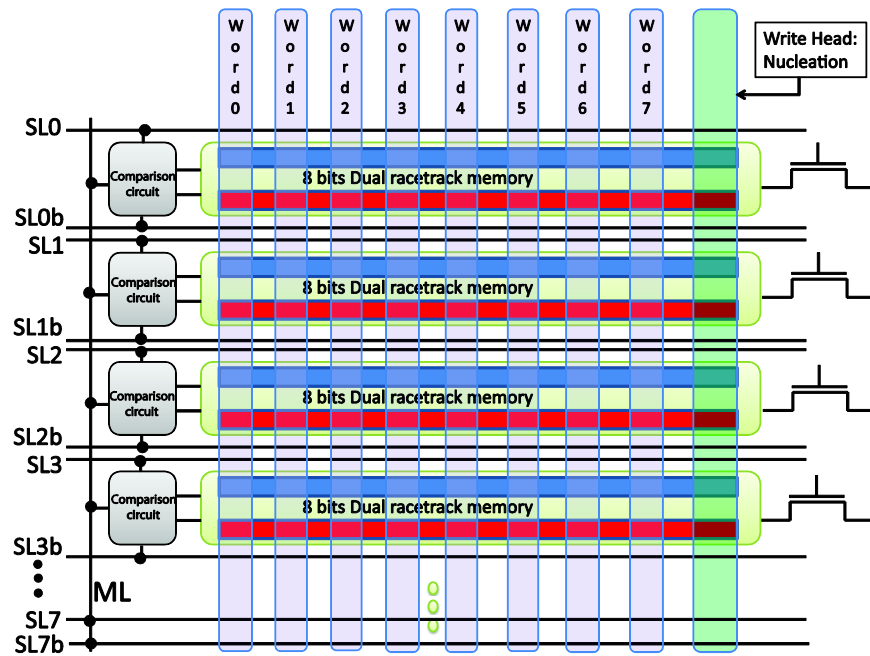 Word0
Word1
Word2
Word3
Word4
Word5
Word6
Word7
Write Head:
Nucleation
SL0
Comparison
circuit
8 bits Dual racetrack memory
SL0b
SL1
Comparison
circuit
8 bits Dual racetrack memory
SL1b
SL2
Comparison
circuit
8 bits Dual racetrack memory
SL2b
SL3
Comparison
circuit
8 bits Dual racetrack memory
SL3b
ML
SL7
SL7b